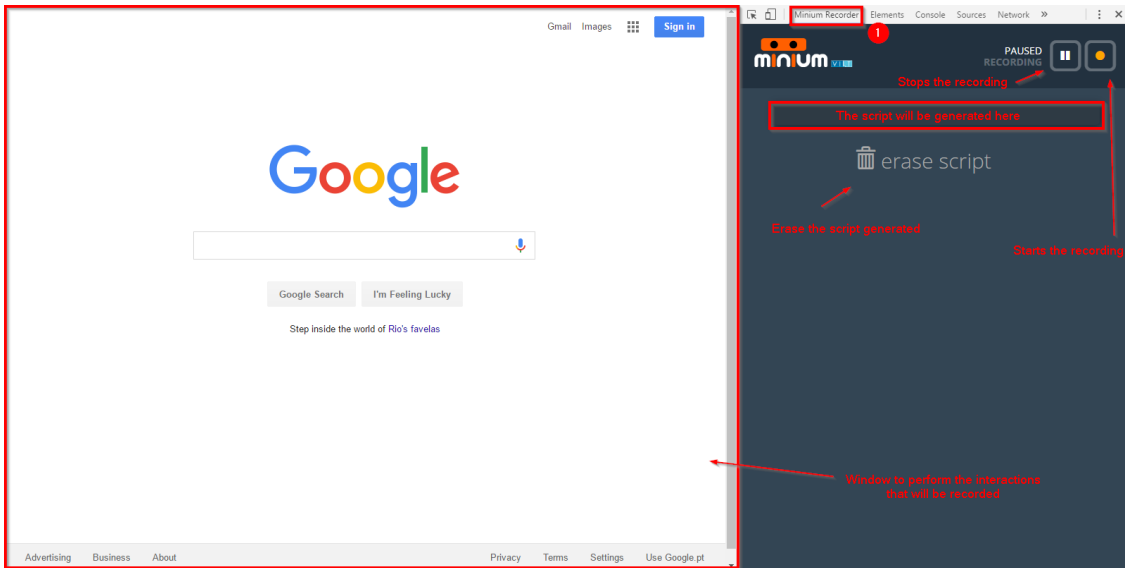 Gmail Images Sign in
Google
Google Search I'm Feeling Lucky
Step inside the world of Rio's favelas
Advertising Business About Privacy Terms Settings Use Google.pt
Minium Recorder Elements Console Sources Network »
1
minium
PAUSED
RECORDING
Stops the recording
The script will be generated here
erase script
Erase the script generated
Starts the recording
Window to perform the interactions
that will be recorded